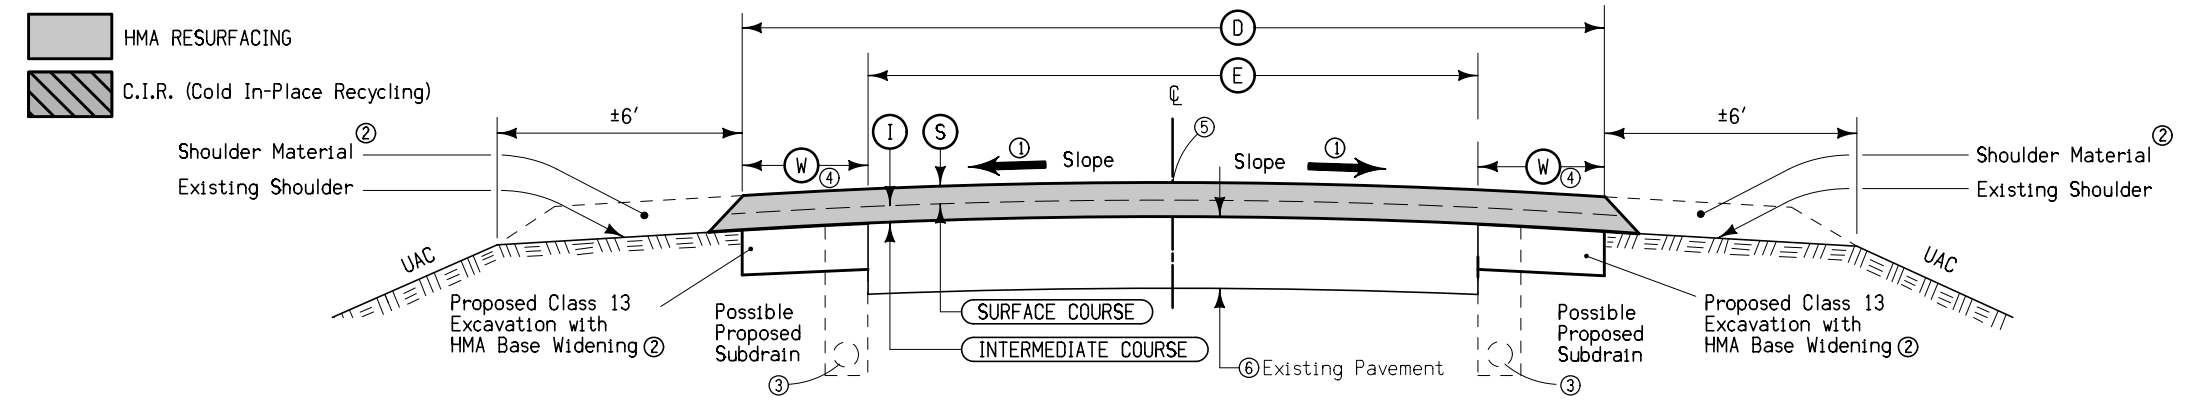 HMA RESURFACING
C.I.R. (Cold In-Place Recycling)
D
E
℄
±6'
±6'
I
S
⑤
Shoulder Material ②
Existing Shoulder
W ④
① Slope
Slope ①
W ④
Shoulder Material ②
Existing Shoulder
UAC
UAC
Proposed Class 13
Excavation with
HMA Base Widening ②
Possible
Proposed
Subdrain
③
SURFACE COURSE
INTERMEDIATE COURSE
⑥ Existing Pavement
Possible
Proposed
Subdrain
③
Proposed Class 13
Excavation with
HMA Base Widening ②